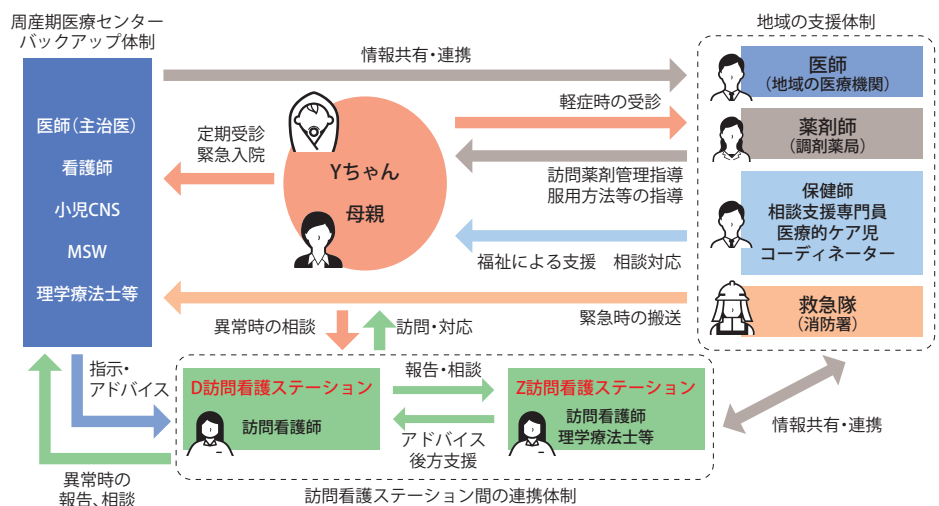 周産期医療センター
バックアップ体制
医師（主治医）
看護師
小児CNS
MSW
理学療法士等
情報共有・連携
地域の支援体制
医師
（地域の医療機関）
薬剤師
（調剤薬局）
保健師
相談支援専門員
医療的ケア児
コーディネーター
救急隊
（消防署）
定期受診
緊急入院
Yちゃん
母親
軽症時の受診
訪問薬剤管理指導
服用方法等の指導
福祉による支援　相談対応
緊急時の搬送
異常時の相談
訪問・対応
指示・
アドバイス
異常時の
報告、相談
D訪問看護ステーション
訪問看護師
報告・相談
アドバイス
後方支援
Z訪問看護ステーション
訪問看護師
理学療法士等
情報共有・連携
訪問看護ステーション間の連携体制